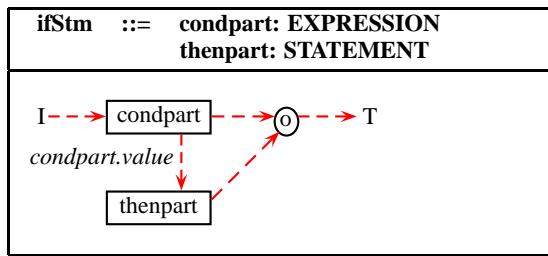 ifStm ::= condpart: EXPRESSION
thenpart: STATEMENT
I condpart o T
condpart.value
thenpart